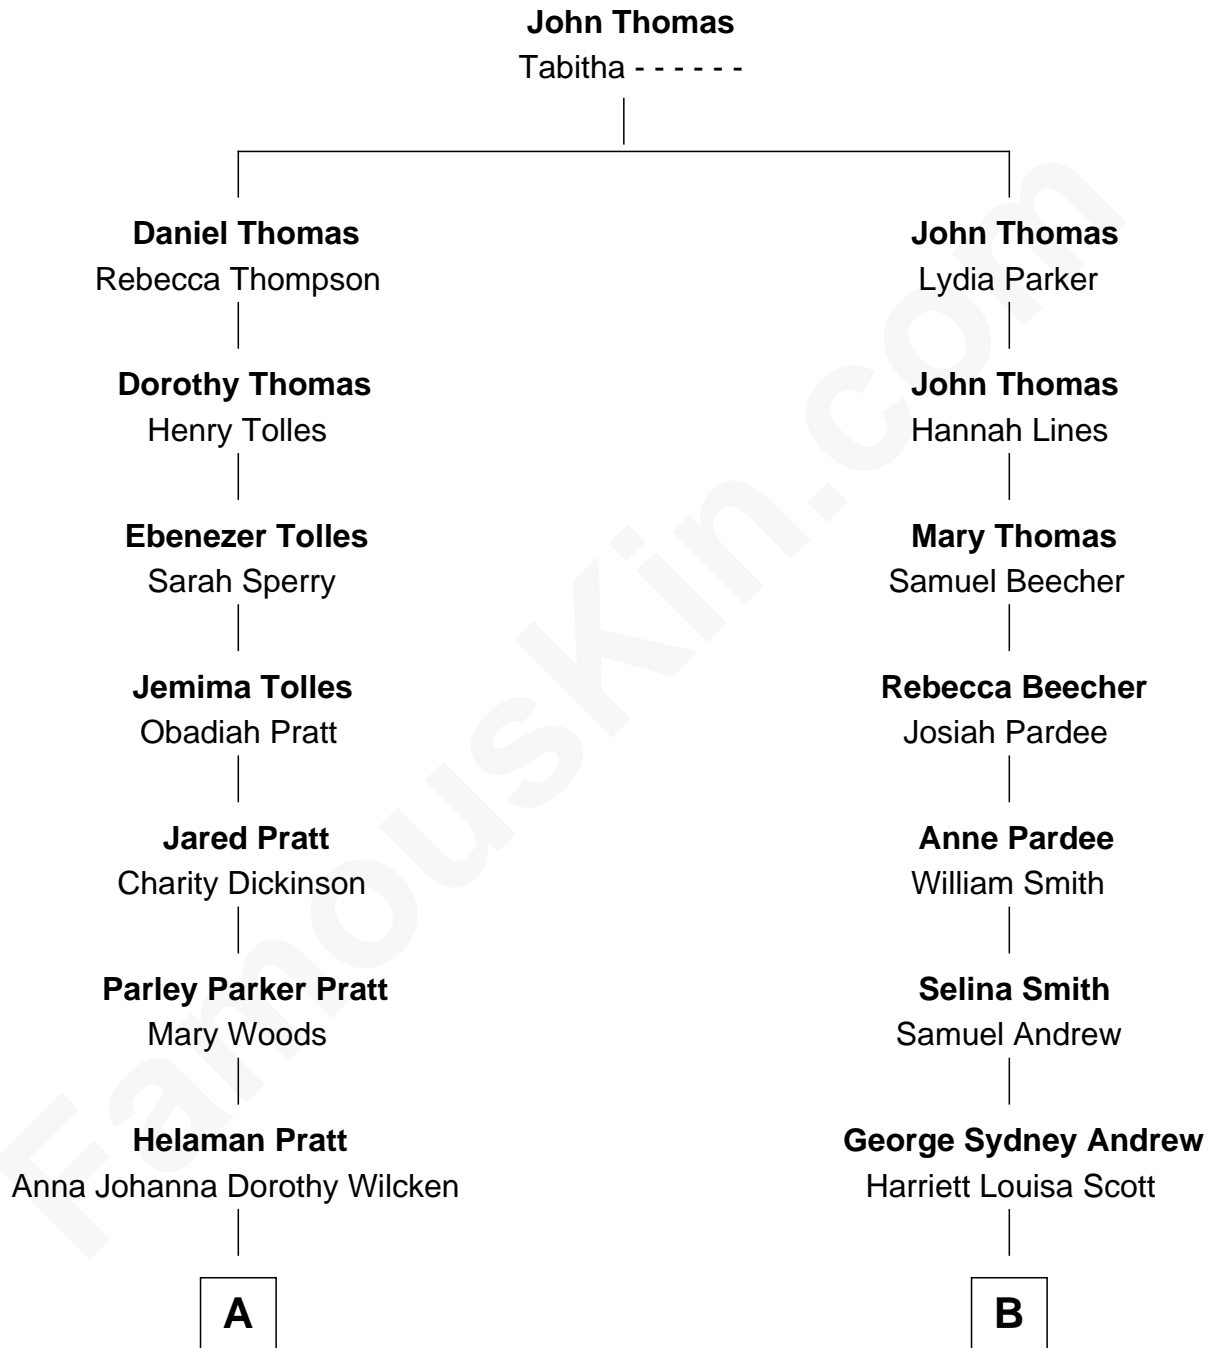 John Thomas
Tabitha - - - - - -
Daniel Thomas
Rebecca Thompson
John Thomas
Lydia Parker
Dorothy Thomas
Henry Tolles
John Thomas
Hannah Lines
Ebenezer Tolles
Sarah Sperry
Mary Thomas
Samuel Beecher
Jemima Tolles
Obadiah Pratt
Rebecca Beecher
Josiah Pardee
Jared Pratt
Charity Dickinson
Anne Pardee
William Smith
Parley Parker Pratt
Mary Woods
Selina Smith
Samuel Andrew
Helaman Pratt
Anna Johanna Dorothy Wilcken
George Sydney Andrew
Harriett Louisa Scott
A
B
FamousKin.com